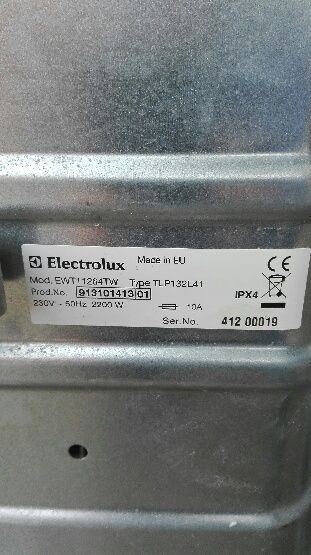 Electrolux Made in EU CE
Mod. EWT11264TW Type TLP132L41
Prod.No. 913101413 01 IPX4
230V ~ 50Hz 2200 W 10A
Ser.No. 412 00019